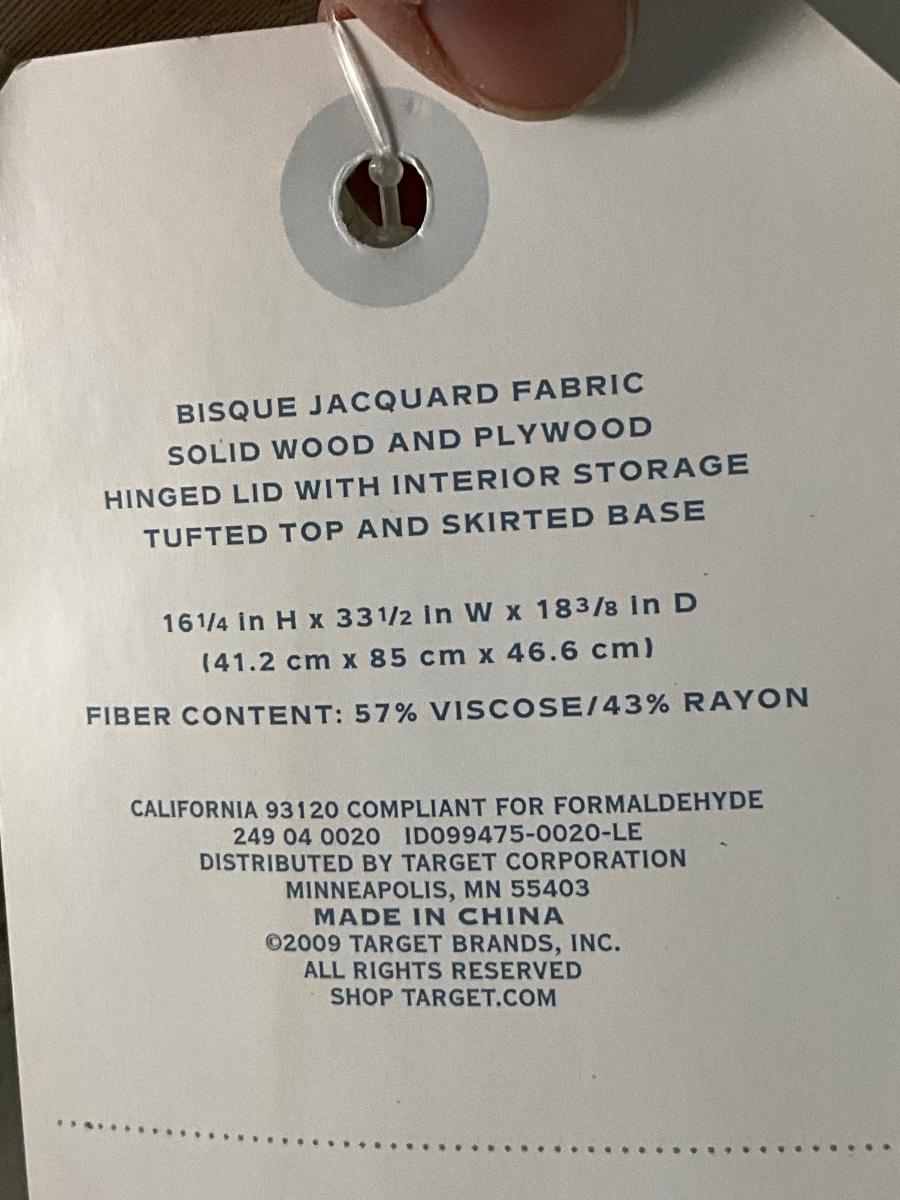 BISQUE JACQUARD FABRIC
SOLID WOOD AND PLYWOOD
HINGED LID WITH INTERIOR STORAGE
TUFTED TOP AND SKIRTED BASE
16 1/4 in H x 33 1/2 in W x 18 3/8 in D
(41.2 cm x 85 cm x 46.6 cm)
FIBER CONTENT: 57% VISCOSE/43% RAYON
CALIFORNIA 93120 COMPLIANT FOR FORMALDEHYDE
249 04 0020 ID099475-0020-LE
DISTRIBUTED BY TARGET CORPORATION
MINNEAPOLIS, MN 55403
MADE IN CHINA
©2009 TARGET BRANDS, INC.
ALL RIGHTS RESERVED
SHOP TARGET.COM